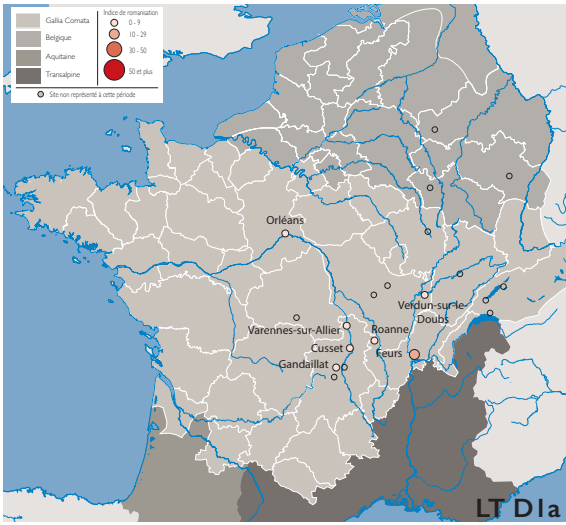 Gallia Comata
Belgique
Aquitaine
Transalpine
Indice de romanisation
0 - 9
10 - 29
30 - 50
50 et plus
Site non représenté à cette période
Orléans
Verdun-sur-le-
Doubs
Varennes-sur-Allier
Roanne
Cusset
Feurs
Gandaillat
LT D1a